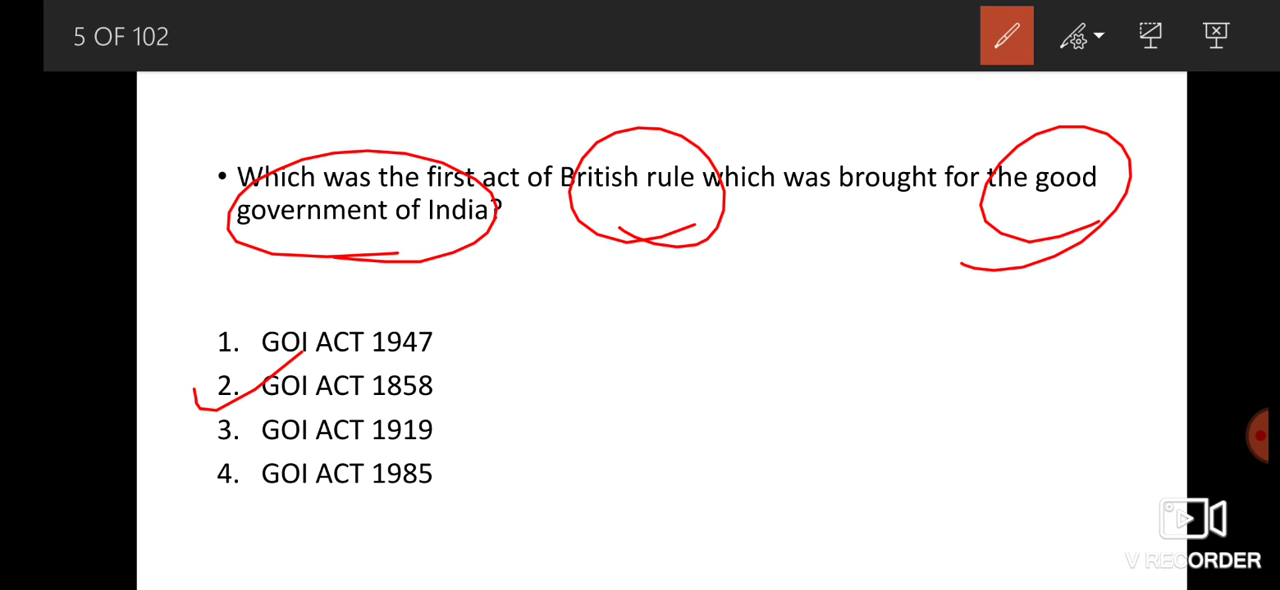 5 OF 102
• Which was the first act of British rule which was brought for the good
government of India?
1. GOI ACT 1947
2. GOI ACT 1858
3. GOI ACT 1919
4. GOI ACT 1985
V RECORDER